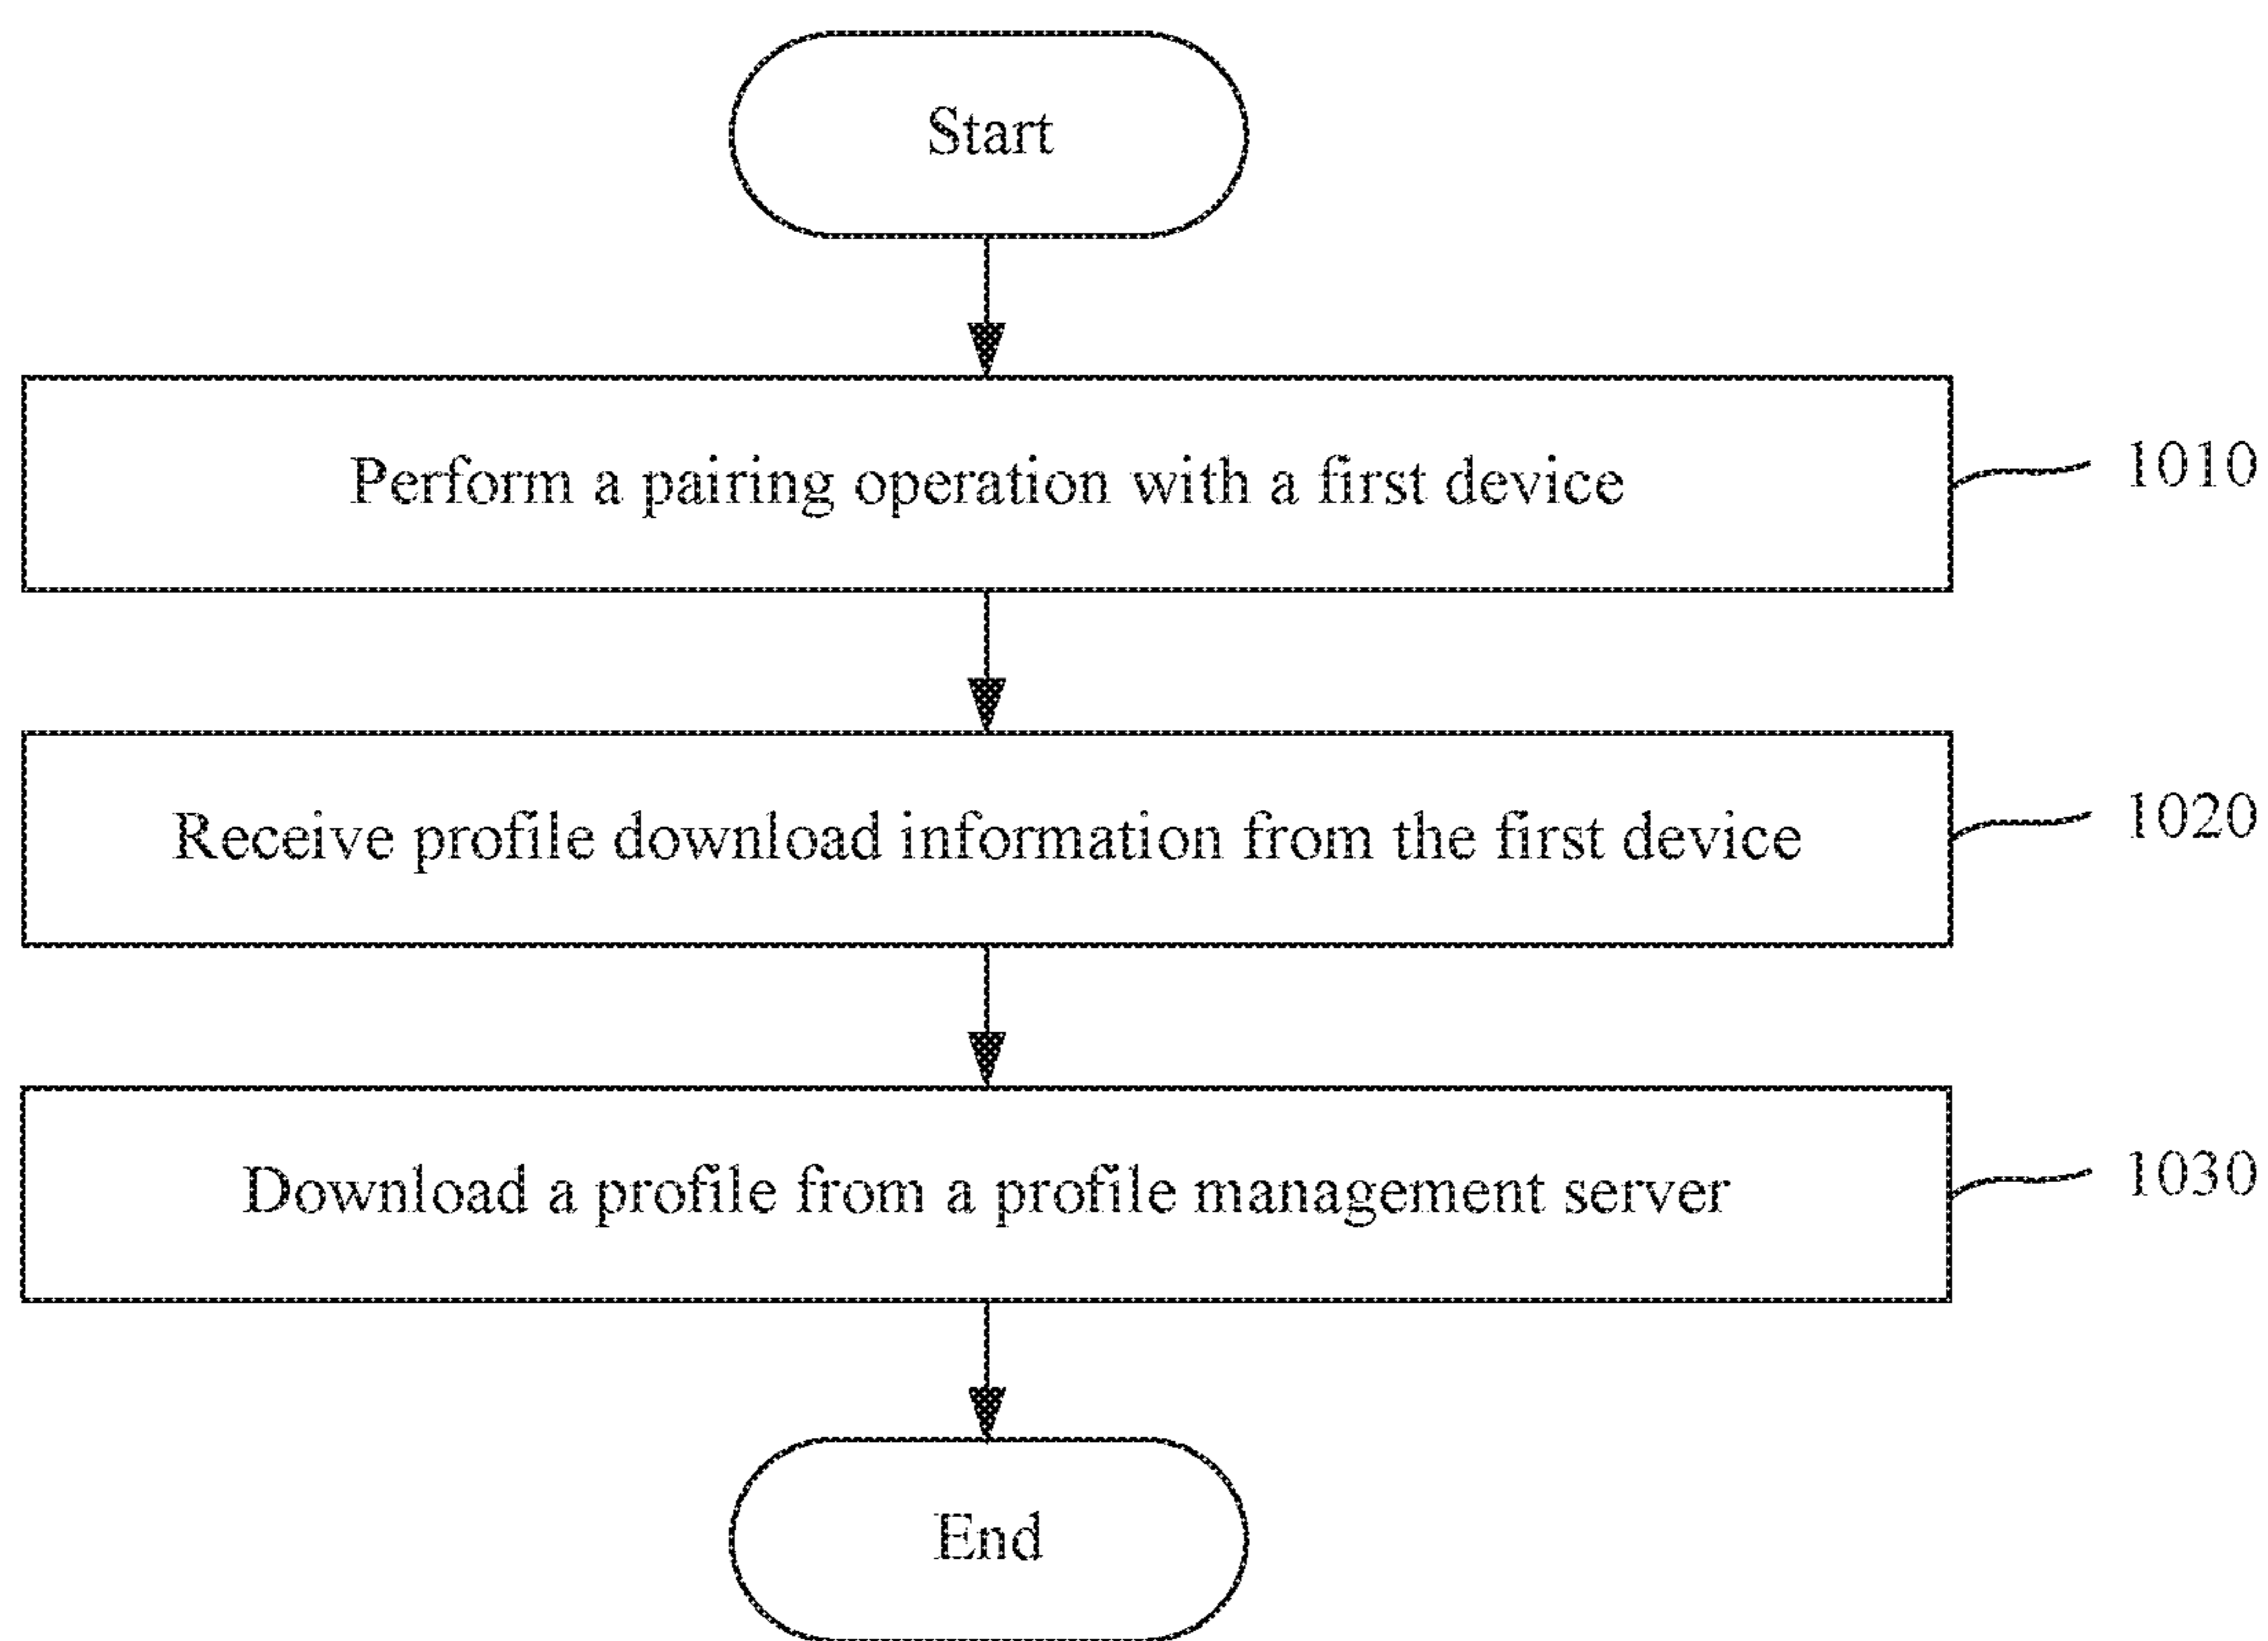 Start
Perform a pairing operation with a first device
1010
Receive profile download information from the first device
1020
Download a profile from a profile management server
1030
End